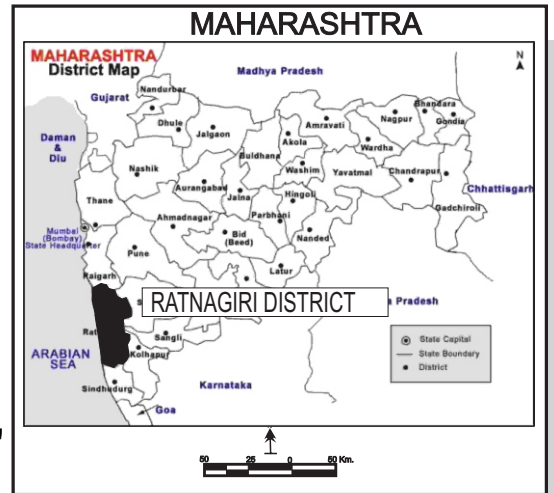 MAHARASHTRA
MAHARASHTRA
District Map
N
Madhya Pradesh
Gujarat
Nandurbar
Dhule
Jalgaon
Amravati
Nagpur
Bhandara
Gondia
Daman
&
Diu
Akola
Buldhana
Wardha
Washim
Yavatmal
Chandrapur
Nashik
Aurangabad
Jalna
Hingoli
Chhattisgarh
Gadchiroli
Thane
Ahmadnagar
Parbhani
Mumbai
(Bombay)
State Headquarter
Bid
(Beed)
Nanded
Pune
Latur
Raigarh
RATNAGIRI DISTRICT
Pradesh
Sangli
Kolhapur
ARABIAN
SEA
Sindhudurg
Karnataka
Goa
State Capital
State Boundary
District
50 25 0 50 Km.